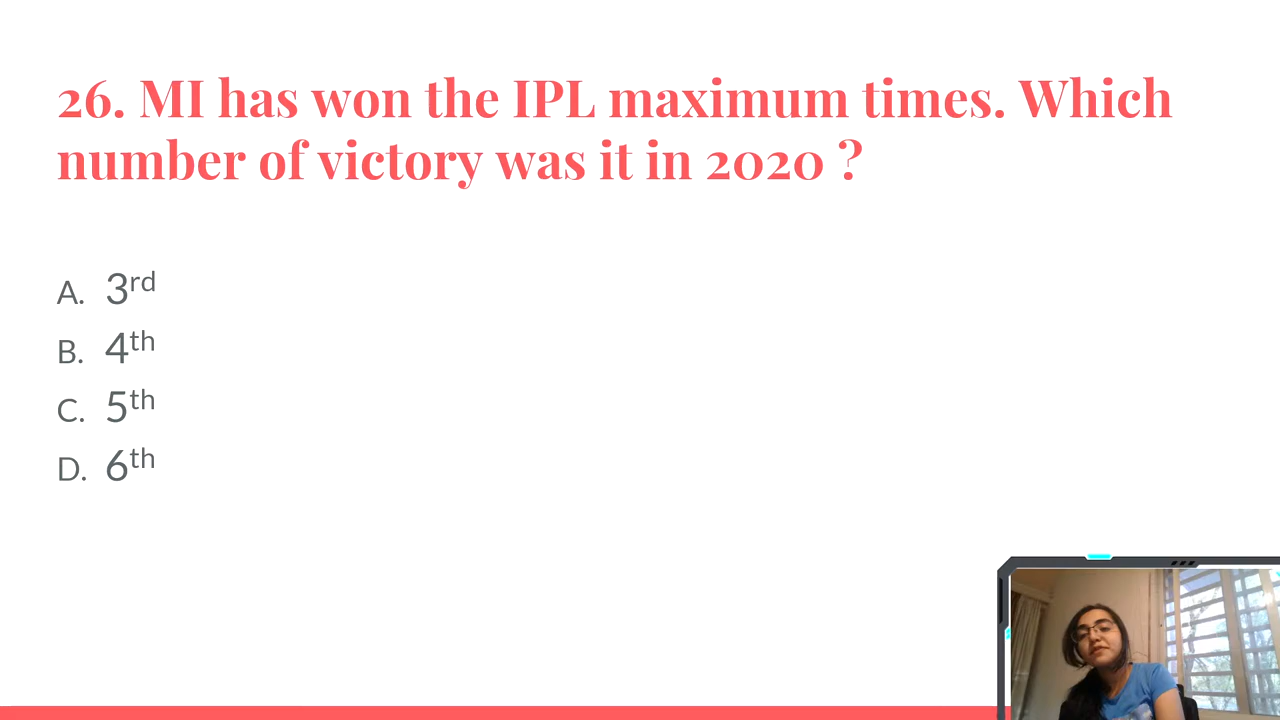 26. MI has won the IPL maximum times. Which
number of victory was it in 2020 ?
A. 3rd
B. 4th
C. 5th
D. 6th